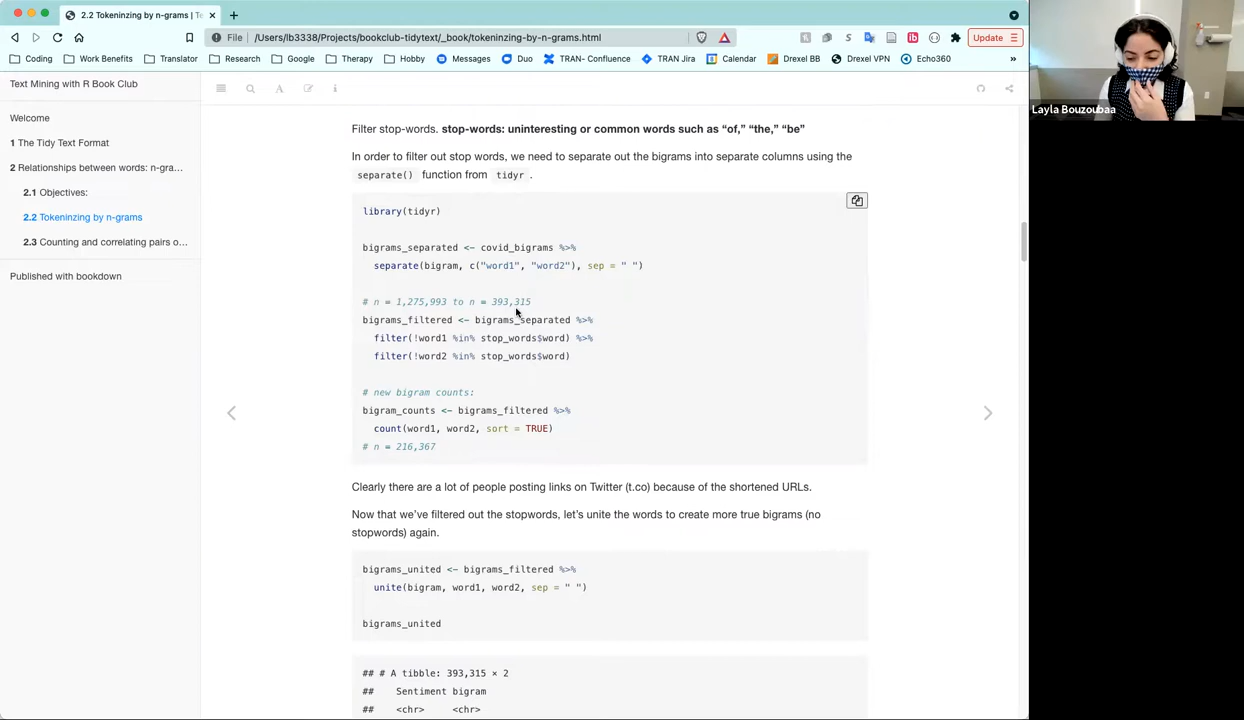 2.2 Tokeninzing by n-grams | Te
File /Users/lb3338/Projects/bookclub-tidytext/_book/tokeninzing-by-n-grams.html
Update
Coding Work Benefits Translator Research Google Therapy Hobby Messages Duo TRAN- Confluence TRAN Jira Calendar Drexel BB Drexel VPN Echo360 »
Text Mining with R Book Club
Welcome
1 The Tidy Text Format
2 Relationships between words: n-gra…
2.1 Objectives:
2.2 Tokeninzing by n-grams
2.3 Counting and correlating pairs o…
Published with bookdown
Filter stop-words. stop-words: uninteresting or common words such as “of,” “the,” “be”
In order to filter out stop words, we need to separate out the bigrams into separate columns using the
separate() function from tidyr .
library(tidyr)
bigrams_separated <- covid_bigrams %>%
separate(bigram, c("word1", "word2"), sep = " ")
# n = 1,275,993 to n = 393,315
bigrams_filtered <- bigrams_separated %>%
filter(!word1 %in% stop_words$word) %>%
filter(!word2 %in% stop_words$word)
# new bigram counts:
bigram_counts <- bigrams_filtered %>%
count(word1, word2, sort = TRUE)
# n = 216,367
Clearly there are a lot of people posting links on Twitter (t.co) because of the shortened URLs.
Now that we’ve filtered out the stopwords, let’s unite the words to create more true bigrams (no
stopwords) again.
bigrams_united <- bigrams_filtered %>%
unite(bigram, word1, word2, sep = " ")
bigrams_united
## # A tibble: 393,315 × 2
## Sentiment bigram
## <chr> <chr>
Layla Bouzoubaa